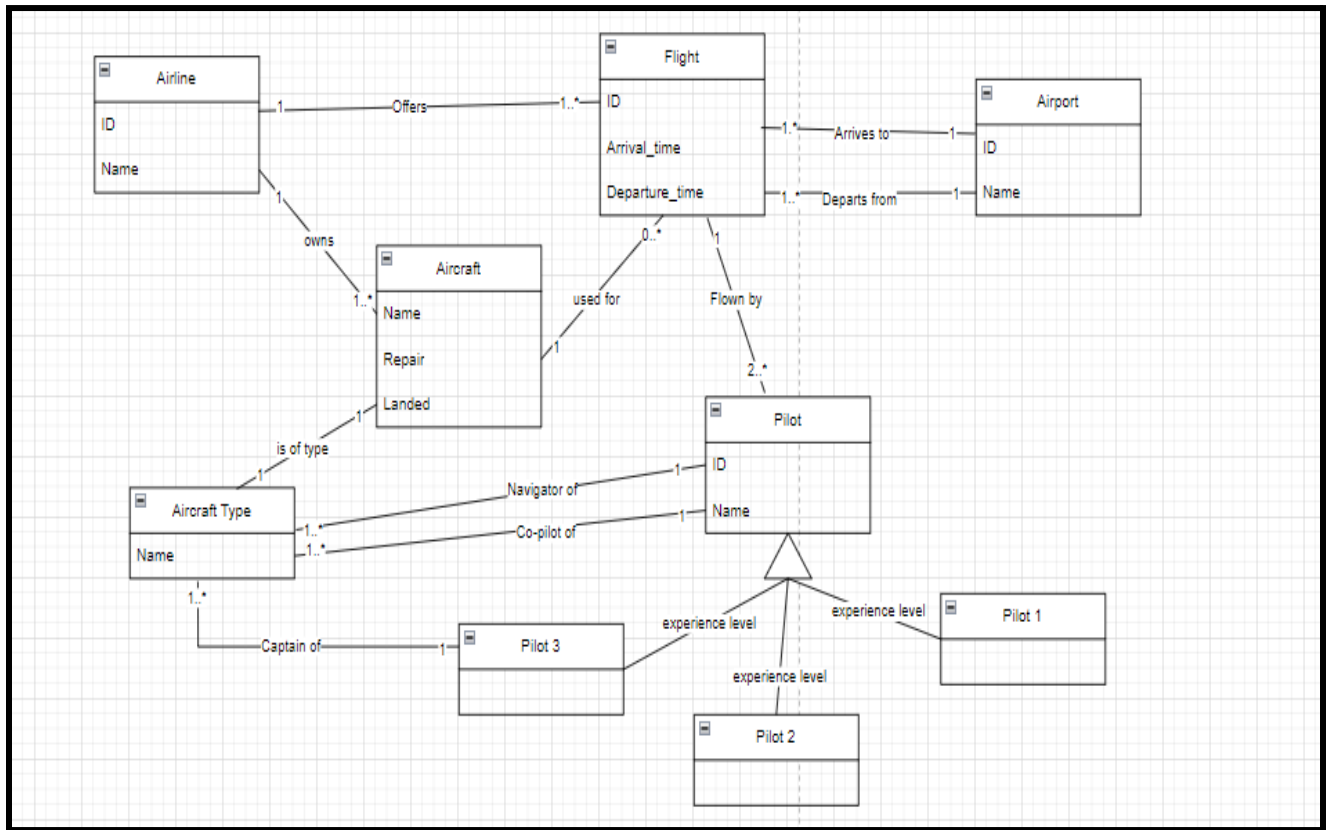 Airline
ID
Name
1
Offers
1..*
Flight
ID
Arrival_time
Departure_time
1.*
Arrives to
1
1..*
Departs from
1
Airport
ID
Name
1
owns
1..*
Aircraft
Name
Repair
Landed
0..*
used for
1
1
Flown by
2..*
1
is of type
1
Pilot
ID
Name
Aircraft Type
Name
1
Navigator of
1..*
1
Co-pilot of
1..*
1..*
Captain of
1
Pilot 3
experience level
Pilot 2
experience level
Pilot 1
experience level